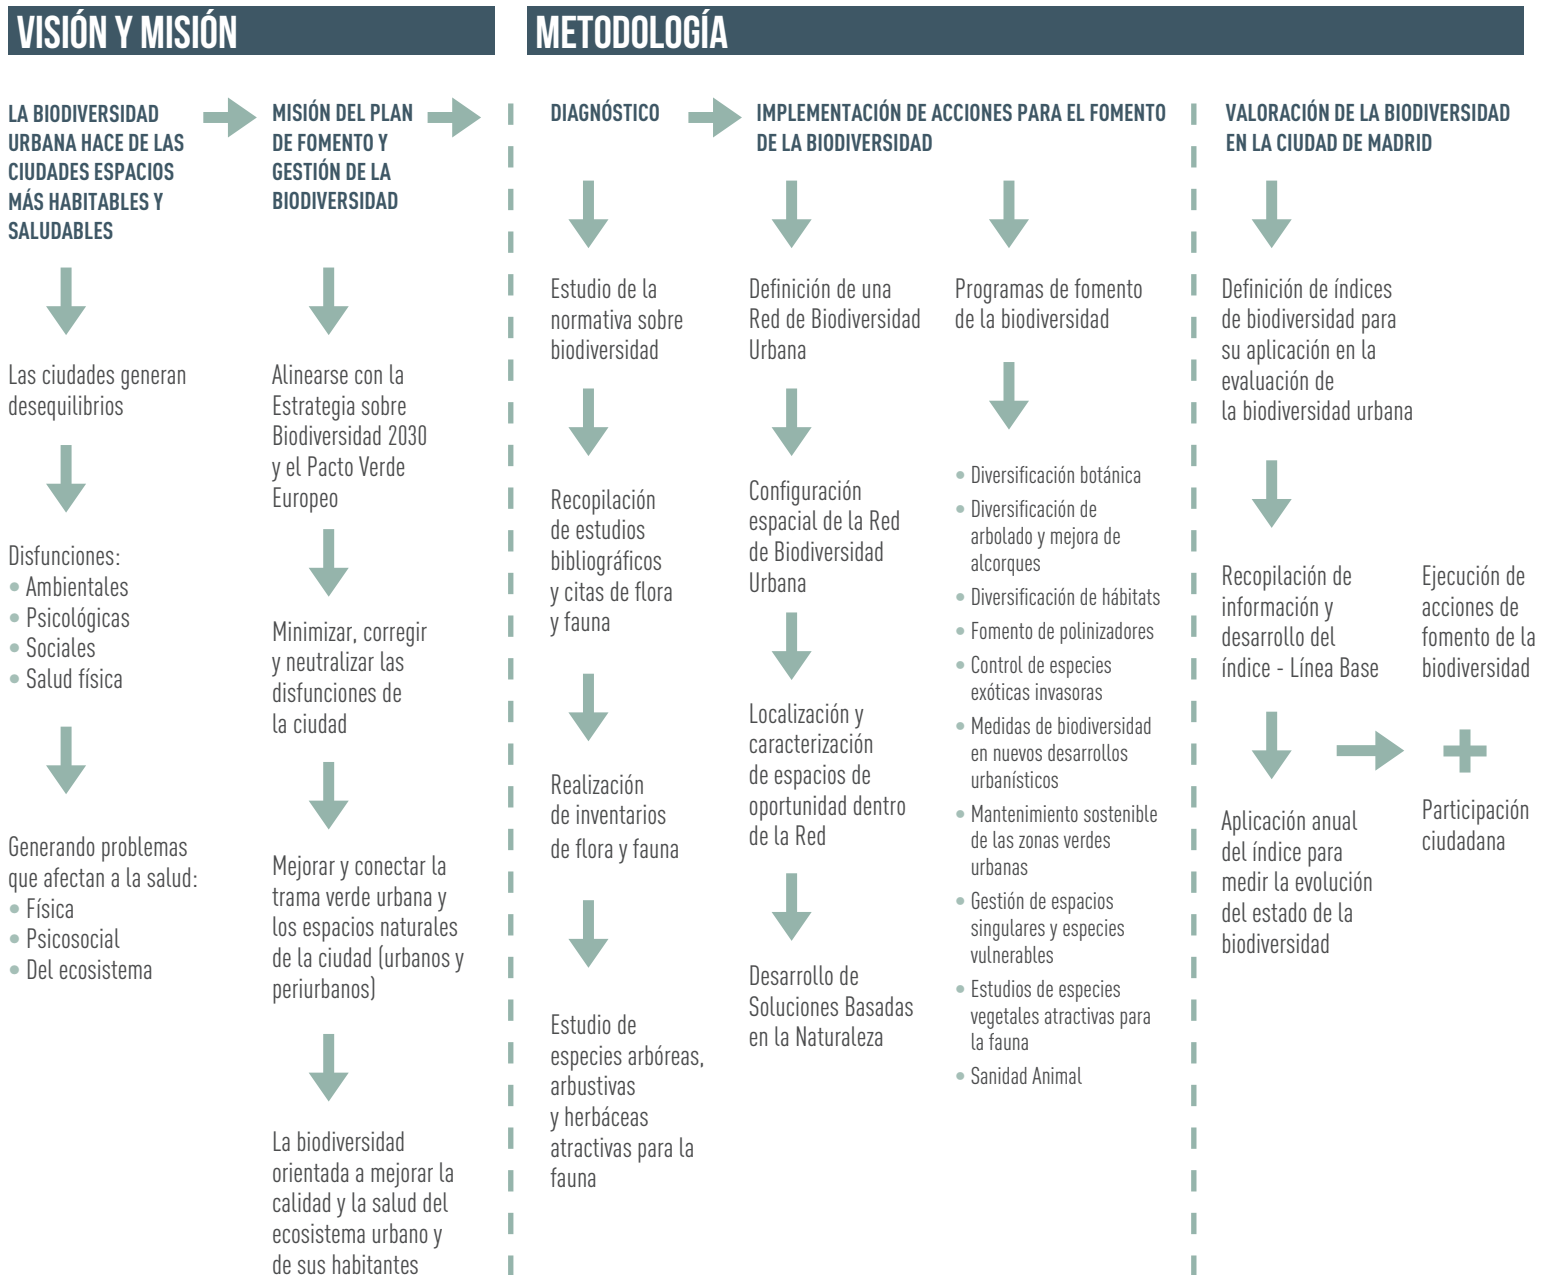 VISIÓN Y MISIÓN
LA BIODIVERSIDAD
URBANA HACE DE LAS
CIUDADES ESPACIOS
MÁS HABITABLES Y
SALUDABLES
Las ciudades generan
desequilibrios
Disfunciones:
• Ambientales
• Psicológicas
• Sociales
• Salud física
Generando problemas
que afectan a la salud:
• Física
• Psicosocial
• Del ecosistema
MISIÓN DEL PLAN
DE FOMENTO Y
GESTIÓN DE LA
BIODIVERSIDAD
Alinearse con la
Estrategia sobre
Biodiversidad 2030
y el Pacto Verde
Europeo
Minimizar, corregir
y neutralizar las
disfunciones de
la ciudad
Mejorar y conectar la
trama verde urbana y
los espacios naturales
de la ciudad (urbanos y
periurbanos)
La biodiversidad
orientada a mejorar la
calidad y la salud del
ecosistema urbano y
de sus habitantes
METODOLOGÍA
DIAGNÓSTICO
Estudio de la
normativa sobre
biodiversidad
Recopilación
de estudios
bibliográficos
y citas de flora
y fauna
Realización
de inventarios
de flora y fauna
Estudio de
especies arbóreas,
arbustivas
y herbáceas
atractivas para la
fauna
IMPLEMENTACIÓN DE ACCIONES PARA EL FOMENTO
DE LA BIODIVERSIDAD
Definición de una
Red de Biodiversidad
Urbana
Configuración
espacial de la Red
de Biodiversidad
Urbana
Localización y
caracterización
de espacios de
oportunidad dentro
de la Red
Desarrollo de
Soluciones Basadas
en la Naturaleza
Programas de fomento
de la biodiversidad
• Diversificación botánica
• Diversificación de
arbolado y mejora de
alcorques
• Diversificación de hábitats
• Fomento de polinizadores
• Control de especies
exóticas invasoras
• Medidas de biodiversidad
en nuevos desarrollos
urbanísticos
• Mantenimiento sostenible
de las zonas verdes
urbanas
• Gestión de espacios
singulares y especies
vulnerables
• Estudios de especies
vegetales atractivas para
la fauna
• Sanidad Animal
VALORACIÓN DE LA BIODIVERSIDAD
EN LA CIUDAD DE MADRID
Definición de índices
de biodiversidad para
su aplicación en la
evaluación de
la biodiversidad urbana
Recopilación de
información y
desarrollo del
índice - Línea Base
Aplicación anual
del índice para
medir la evolución
del estado de la
biodiversidad
Ejecución de
acciones de
fomento de la
biodiversidad
+
Participación
ciudadana